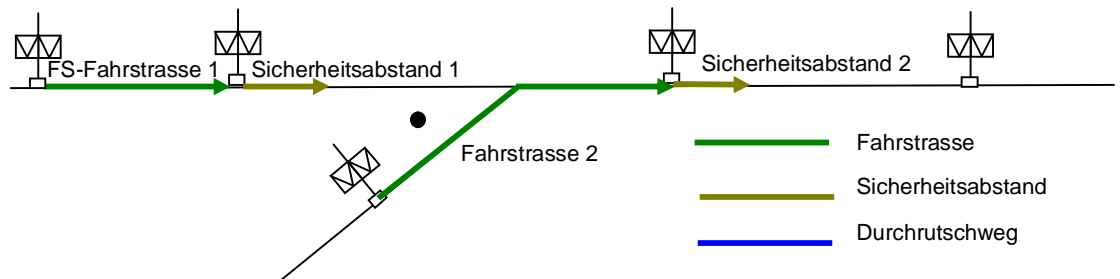 FS-Fahrstrasse 1
Sicherheitsabstand 1
Sicherheitsabstand 2
Fahrstrasse 2
Fahrstrasse
Sicherheitsabstand
Durchrutschweg